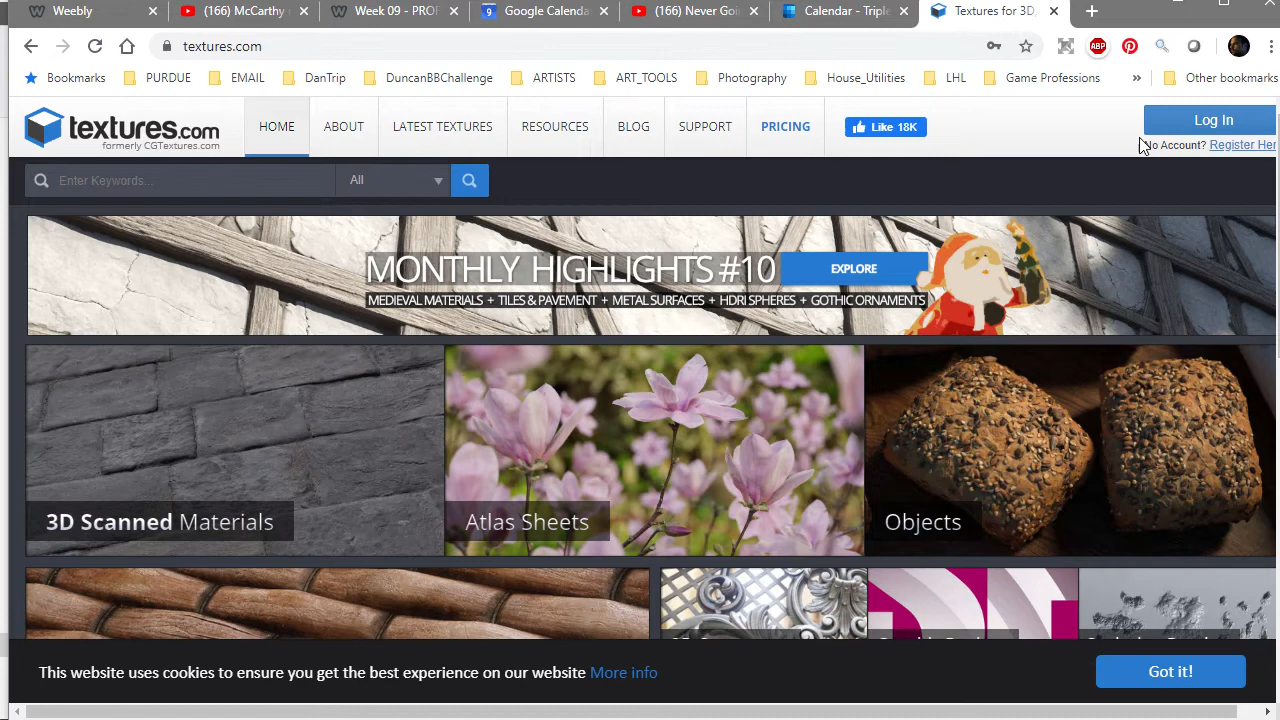 Weebly
(166) McCarthy
Week 09 - PROF
Google Calenda
(166) Never Goi
Calendar - Triple
Textures for 3D,
textures.com
ABP
Bookmarks
PURDUE
EMAIL
DanTrip
DuncanBBChallenge
ARTISTS
ART_TOOLS
Photography
House_Utilities
LHL
Game Professions
»
Other bookmarks
textures.com
formerly CGTextures.com
HOME
ABOUT
LATEST TEXTURES
RESOURCES
BLOG
SUPPORT
PRICING
Like 18K
Log In
No Account? Register Her
Enter Keywords...
All
MONTHLY HIGHLIGHTS #10
EXPLORE
MEDIEVAL MATERIALS + TILES & PAVEMENT + METAL SURFACES + HDRI SPHERES + GOTHIC ORNAMENTS
3D Scanned Materials
Atlas Sheets
Objects
This website uses cookies to ensure you get the best experience on our website More info
Got it!